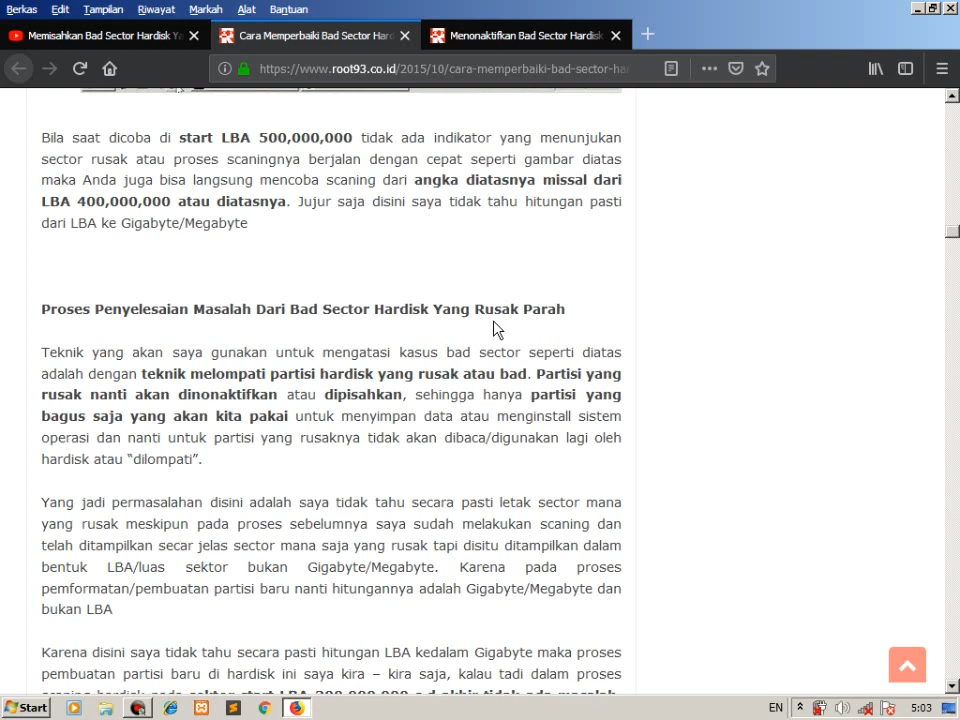 Berkas Edit Tampilan Riwayat Markah Alat Bantuan
Memisahkan Bad Sector Hardisk Ya
Cara Memperbaiki Bad Sector Hard
Menonaktifkan Bad Sector Hardisk
https://www.root93.co.id/2015/10/cara-memperbaiki-bad-sector-har
Bila saat dicoba di start LBA 500,000,000 tidak ada indikator yang menunjukan
sector rusak atau proses scaningnya berjalan dengan cepat seperti gambar diatas
maka Anda juga bisa langsung mencoba scaning dari angka diatasnya missal dari
LBA 400,000,000 atau diatasnya. Jujur saja disini saya tidak tahu hitungan pasti
dari LBA ke Gigabyte/Megabyte
Proses Penyelesaian Masalah Dari Bad Sector Hardisk Yang Rusak Parah
Teknik yang akan saya gunakan untuk mengatasi kasus bad sector seperti diatas
adalah dengan teknik melompati partisi hardisk yang rusak atau bad. Partisi yang
rusak nanti akan dinonaktifkan atau dipisahkan, sehingga hanya partisi yang
bagus saja yang akan kita pakai untuk menyimpan data atau menginstall sistem
operasi dan nanti untuk partisi yang rusaknya tidak akan dibaca/digunakan lagi oleh
hardisk atau “dilompati”.
Yang jadi permasalahan disini adalah saya tidak tahu secara pasti letak sector mana
yang rusak meskipun pada proses sebelumnya saya sudah melakukan scaning dan
telah ditampilkan secar jelas sector mana saja yang rusak tapi disitu ditampilkan dalam
bentuk LBA/luas sektor bukan Gigabyte/Megabyte. Karena pada proses
pemformatan/pembuatan partisi baru nanti hitungannya adalah Gigabyte/Megabyte dan
bukan LBA
Karena disini saya tidak tahu secara pasti hitungan LBA kedalam Gigabyte maka proses
pembuatan partisi baru di hardisk ini saya kira – kira saja, kalau tadi dalam proses
Start EN 5:03